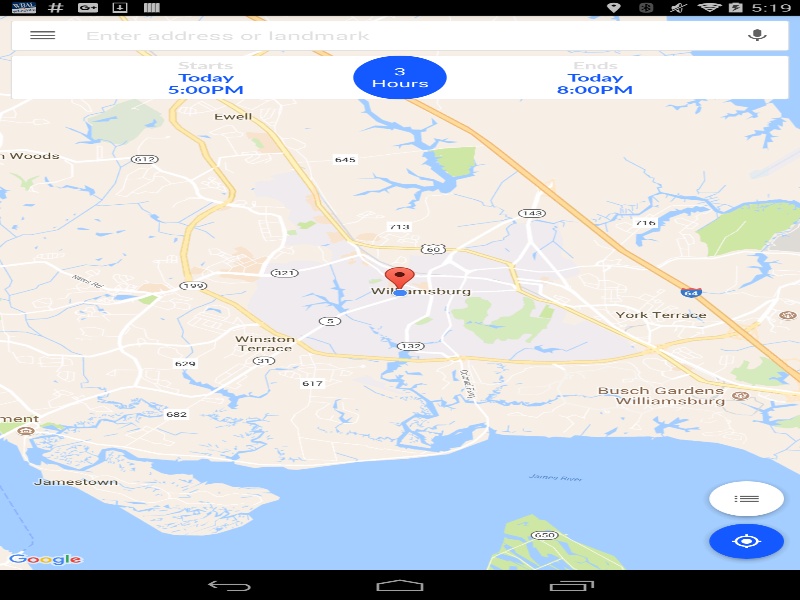 WBAL
G+
5:19
Enter address or landmark
Starts
Today
5:00PM
3
Hours
Ends
Today
8:00PM
Ewell
n Woods
612
645
143
716
713
60
321
199
Williamsburg
64
5
York Terrace
Winston
Terrace
132
31
629
617
Busch Gardens
Williamsburg
682
ment
Jamestown
James River
650
Google